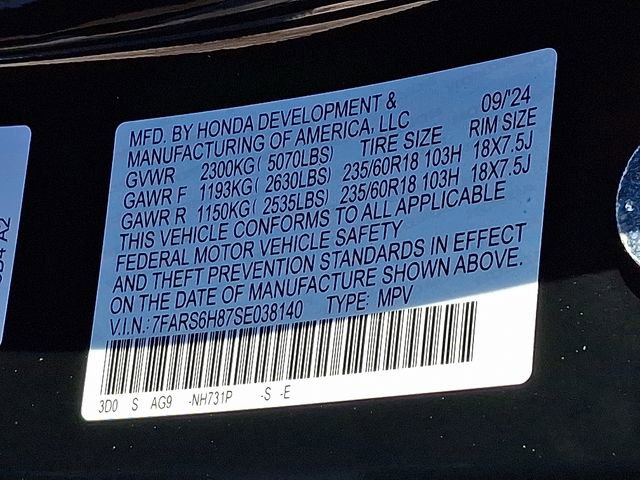 MFD. BY HONDA DEVELOPMENT & 09/'24
MANUFACTURING OF AMERICA, LLC
GVWR 2300KG( 5070LBS) TIRE SIZE RIM SIZE
GAWR F 1193KG( 2630LBS) 235/60R18 103H 18X7.5J
GAWR R 1150KG( 2535LBS) 235/60R18 103H 18X7.5J
THIS VEHICLE CONFORMS TO ALL APPLICABLE
FEDERAL MOTOR VEHICLE SAFETY
AND THEFT PREVENTION STANDARDS IN EFFECT
ON THE DATE OF MANUFACTURE SHOWN ABOVE.
V.I.N.: 7FARS6H87SE038140 TYPE: MPV
3D0 S AG9 -NH731P -S -E